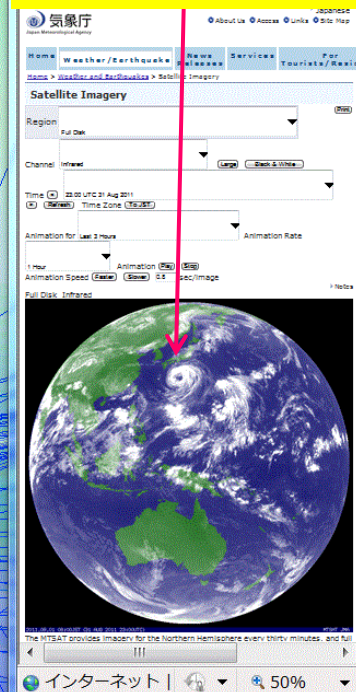 Japanese
気象庁
Japan Meteorological Agency
About Us Access Links Site Map
Home Weather/Earthquake News Releases Services For Tourists/Resi
Home > Weather and Earthquakes > Satellite Imagery
Satellite Imagery
Region Full Disk Print
Channel Infrared Large Black & White
Time < 23:00 UTC 31 Aug 2011
< Refresh Time Zone To JST
Animation for Last 3 Hours Animation Rate
1 Hour Animation Play Stop
Animation Speed Faster Slower 0.5 sec/image
> Notes
Full Disk Infrared
MTSAT JMA
The MTSAT provides imagery for the Northern Hemisphere every thirty minutes, and full
インターネット | 50%